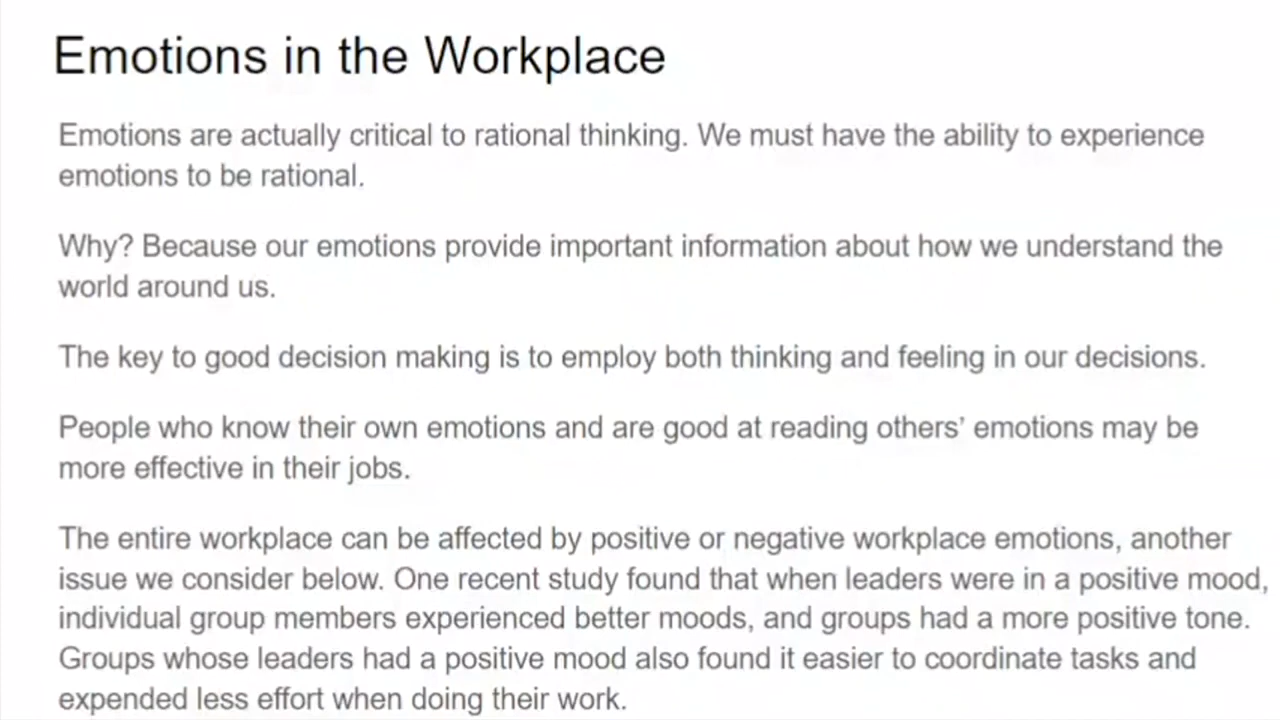 Emotions in the Workplace
Emotions are actually critical to rational thinking. We must have the ability to experience
emotions to be rational.
Why? Because our emotions provide important information about how we understand the
world around us.
The key to good decision making is to employ both thinking and feeling in our decisions.
People who know their own emotions and are good at reading others’ emotions may be
more effective in their jobs.
The entire workplace can be affected by positive or negative workplace emotions, another
issue we consider below. One recent study found that when leaders were in a positive mood,
individual group members experienced better moods, and groups had a more positive tone.
Groups whose leaders had a positive mood also found it easier to coordinate tasks and
expended less effort when doing their work.